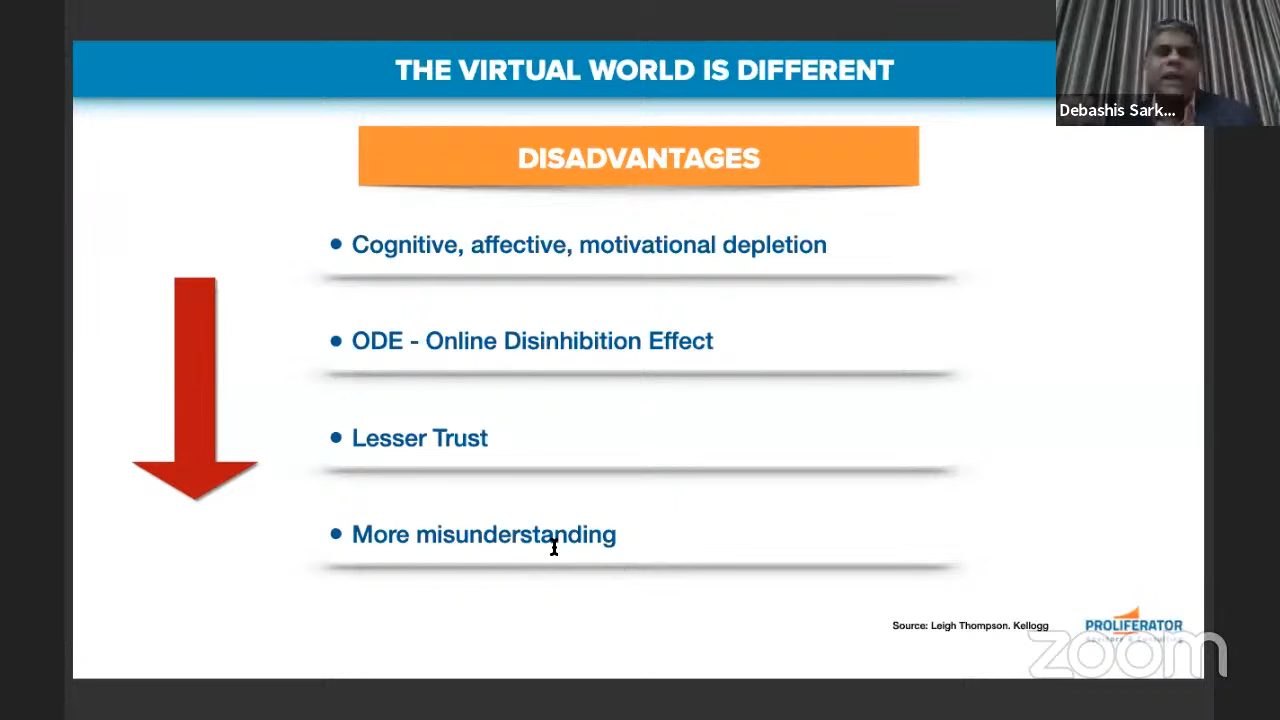 THE VIRTUAL WORLD IS DIFFERENT
Debashis Sark...
DISADVANTAGES
• Cognitive, affective, motivational depletion
• ODE - Online Disinhibition Effect
• Lesser Trust
• More misunderstanding
Source: Leigh Thompson. Kellogg
PROLIFERATOR
zoom